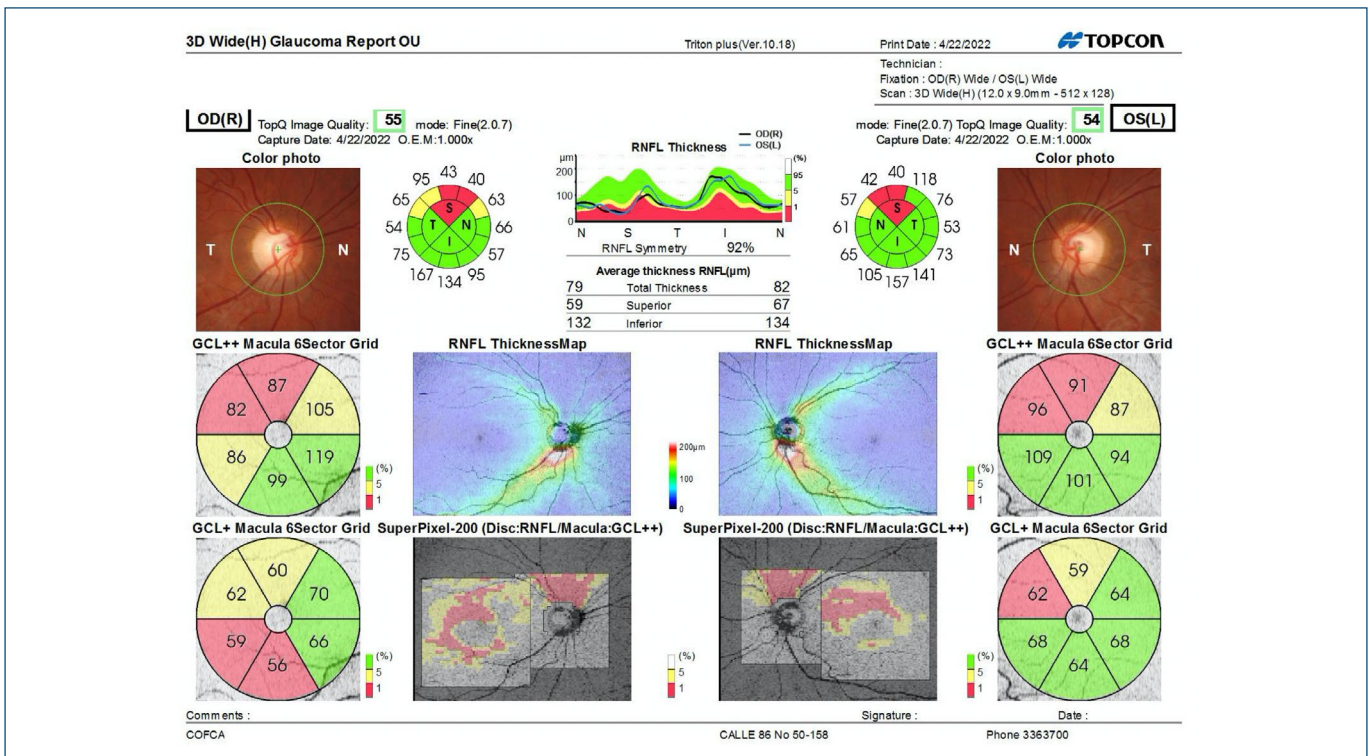 3D Wide(H) Glaucoma Report OU Triton plus(Ver.10.18) Print Date : 4/22/2022 TOPCON
Technician :
Fixation : OD(R) Wide / OS(L) Wide
Scan : 3D Wide(H) (12.0 x 9.0mm - 512 x 128)
OD(R) TopQ Image Quality: 55 mode: Fine(2.0.7)
Capture Date: 4/22/2022 O.E.M:1.000x
mode: Fine(2.0.7) TopQ Image Quality: 54 OS(L)
Capture Date: 4/22/2022 O.E.M:1.000x
Color photo
T N
95 43 40
65 63
54 66
75 57
167 134 95
S
T N
I
RNFL Thickness
OD(R)
OS(L)
µm
200
100
0
N S T I N
(%)
95
5
1
RNFL Symmetry 92%
Average thickness RNFL(µm)
79 Total Thickness 82
59 Superior 67
132 Inferior 134
42 40 118
57 76
61 53
65 73
105 157 141
S
N T
I
Color photo
N T
GCL++ Macula 6Sector Grid
87
82 105
86 119
99
(%)
5
1
RNFL ThicknessMap
200µm
100
0
RNFL ThicknessMap
GCL++ Macula 6Sector Grid
91
96 87
109 94
101
(%)
5
1
GCL+ Macula 6Sector Grid
60
62 70
59 66
56
(%)
5
1
SuperPixel-200 (Disc:RNFL/Macula:GCL++)
(%)
5
1
SuperPixel-200 (Disc:RNFL/Macula:GCL++)
GCL+ Macula 6Sector Grid
59
62 64
68 68
64
(%)
5
1
Comments : Signature : Date :
COFCA CALLE 86 No 50-158 Phone 3363700